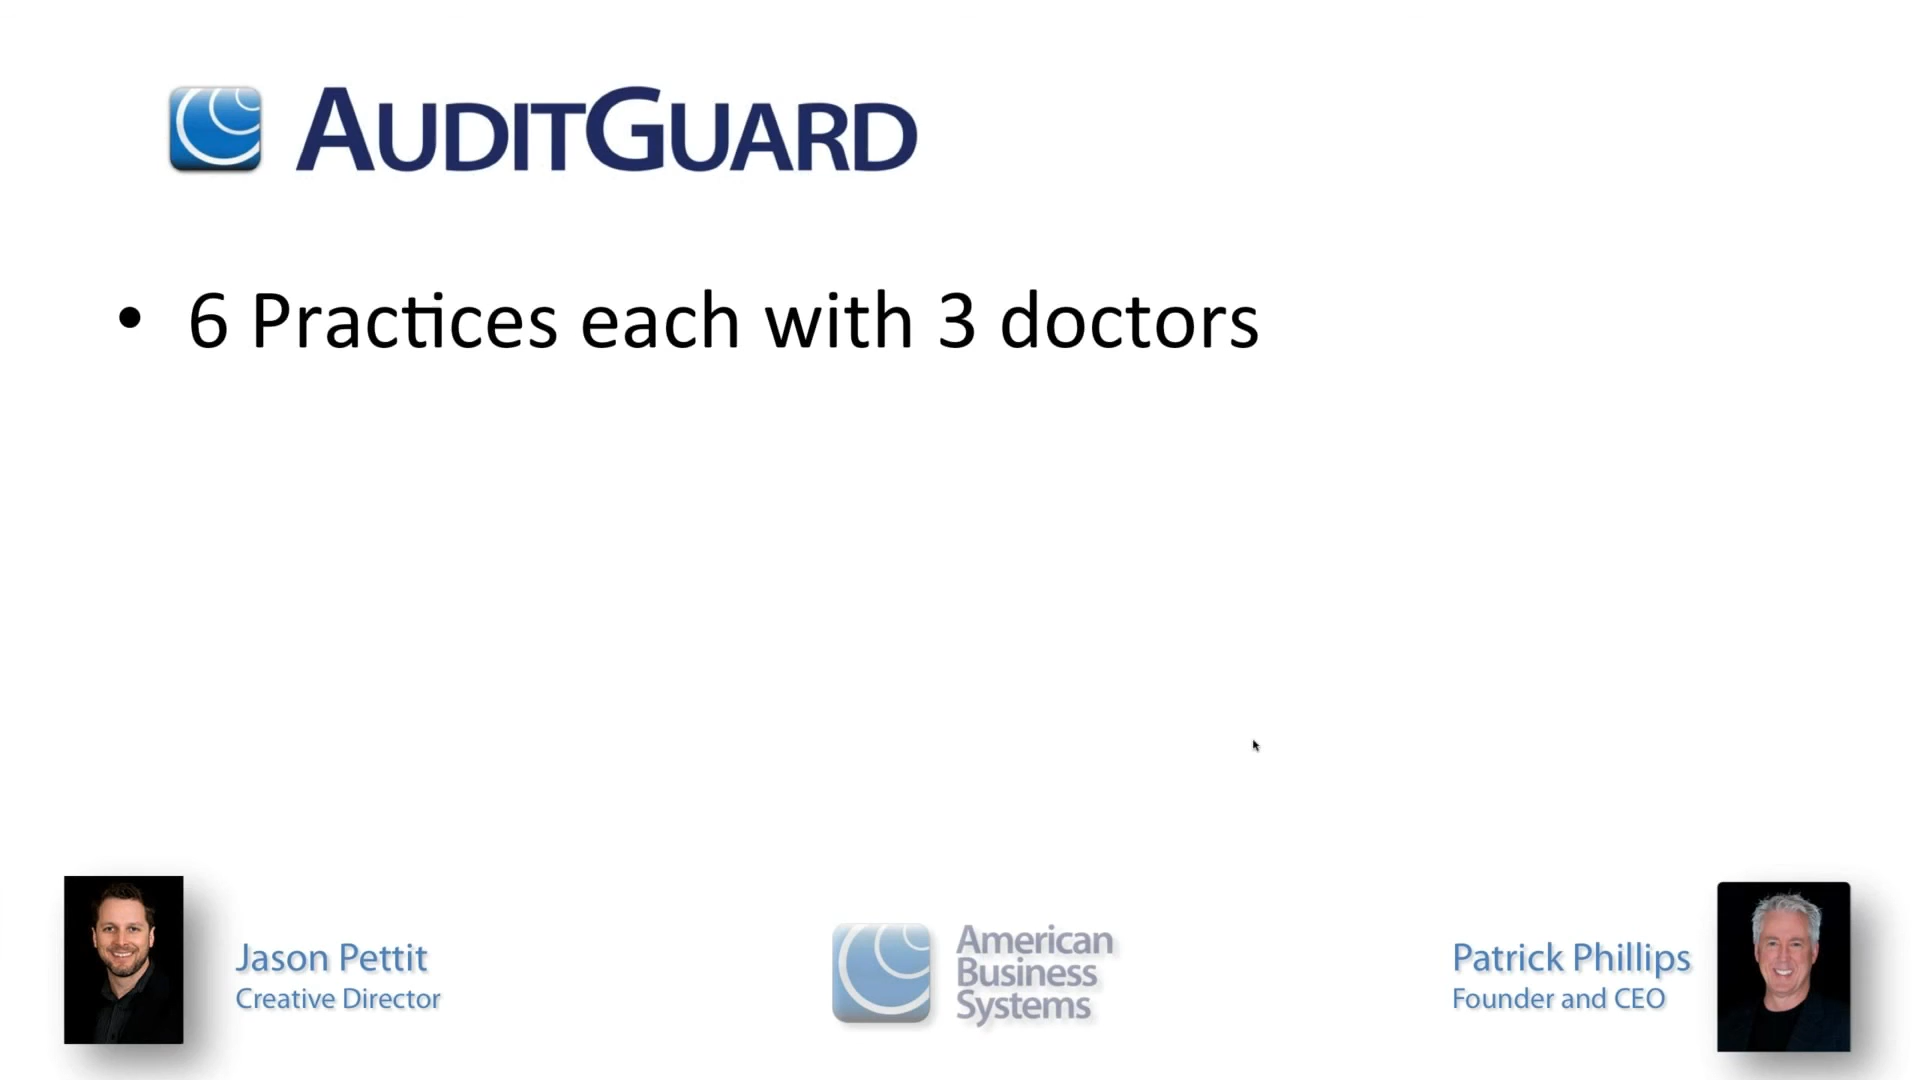 AUDITGUARD
• 6 Practices each with 3 doctors
Jason Pettit
Creative Director
American
Business
Systems
Patrick Phillips
Founder and CEO